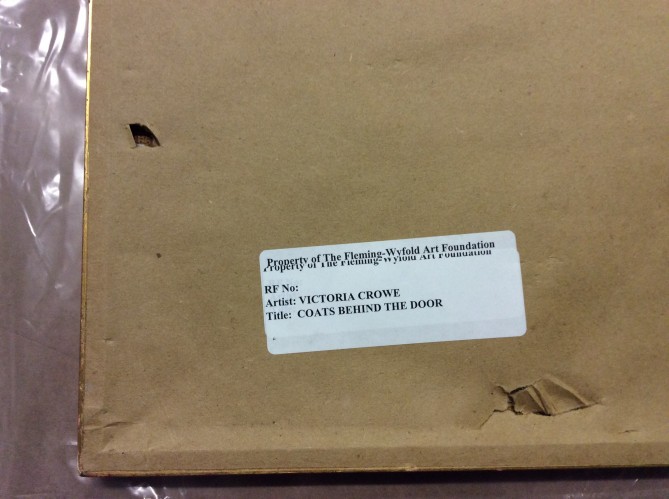 Property of The Fleming-Wyfold Art Foundation
Property of The Fleming-Wyfold Art Foundation
RF No:
Artist: VICTORIA CROWE
Title: COATS BEHIND THE DOOR